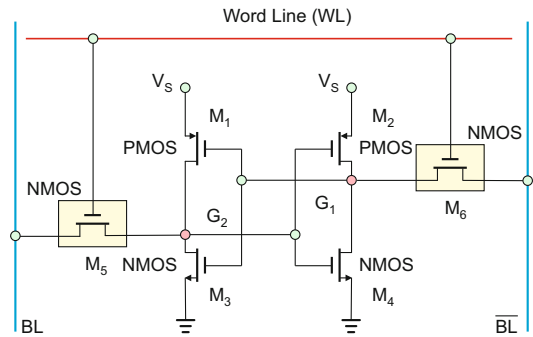 Word Line (WL)
V_S
V_S
M_1
M_2
PMOS
PMOS
NMOS
NMOS
G_2
G_1
M_6
M_5
NMOS
NMOS
M_3
M_4
BL
\overline{BL}